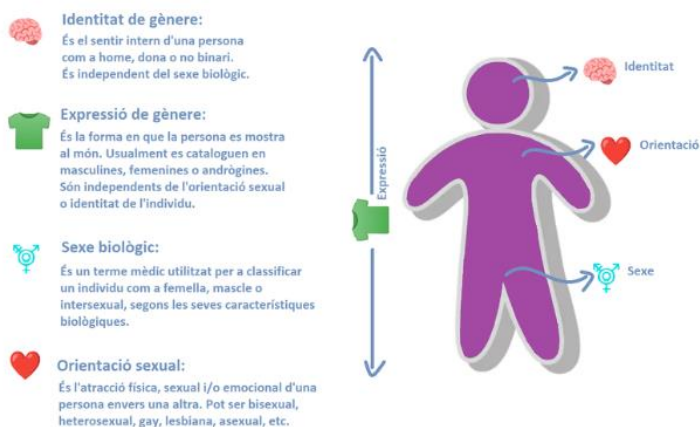 Identitat de gènere:
És el sentir intern d'una persona
com a home, dona o no binari.
És independent del sexe biològic.
Expressió de gènere:
És la forma en que la persona es mostra
al món. Usualment es cataloguen en
masculines, femenines o andrògines.
Són independents de l'orientació sexual
o identitat de l'individu.
Sexe biològic:
És un terme mèdic utilitzat per a classificar
un individu com a femella, mascle o
intersexual, segons les seves característiques
biològiques.
Orientació sexual:
És l'atracció física, sexual i/o emocional d'una
persona envers una altra. Pot ser bisexual,
heterosexual, gay, lesbiana, asexual, etc.
Expressió
Identitat
Orientació
Sexe